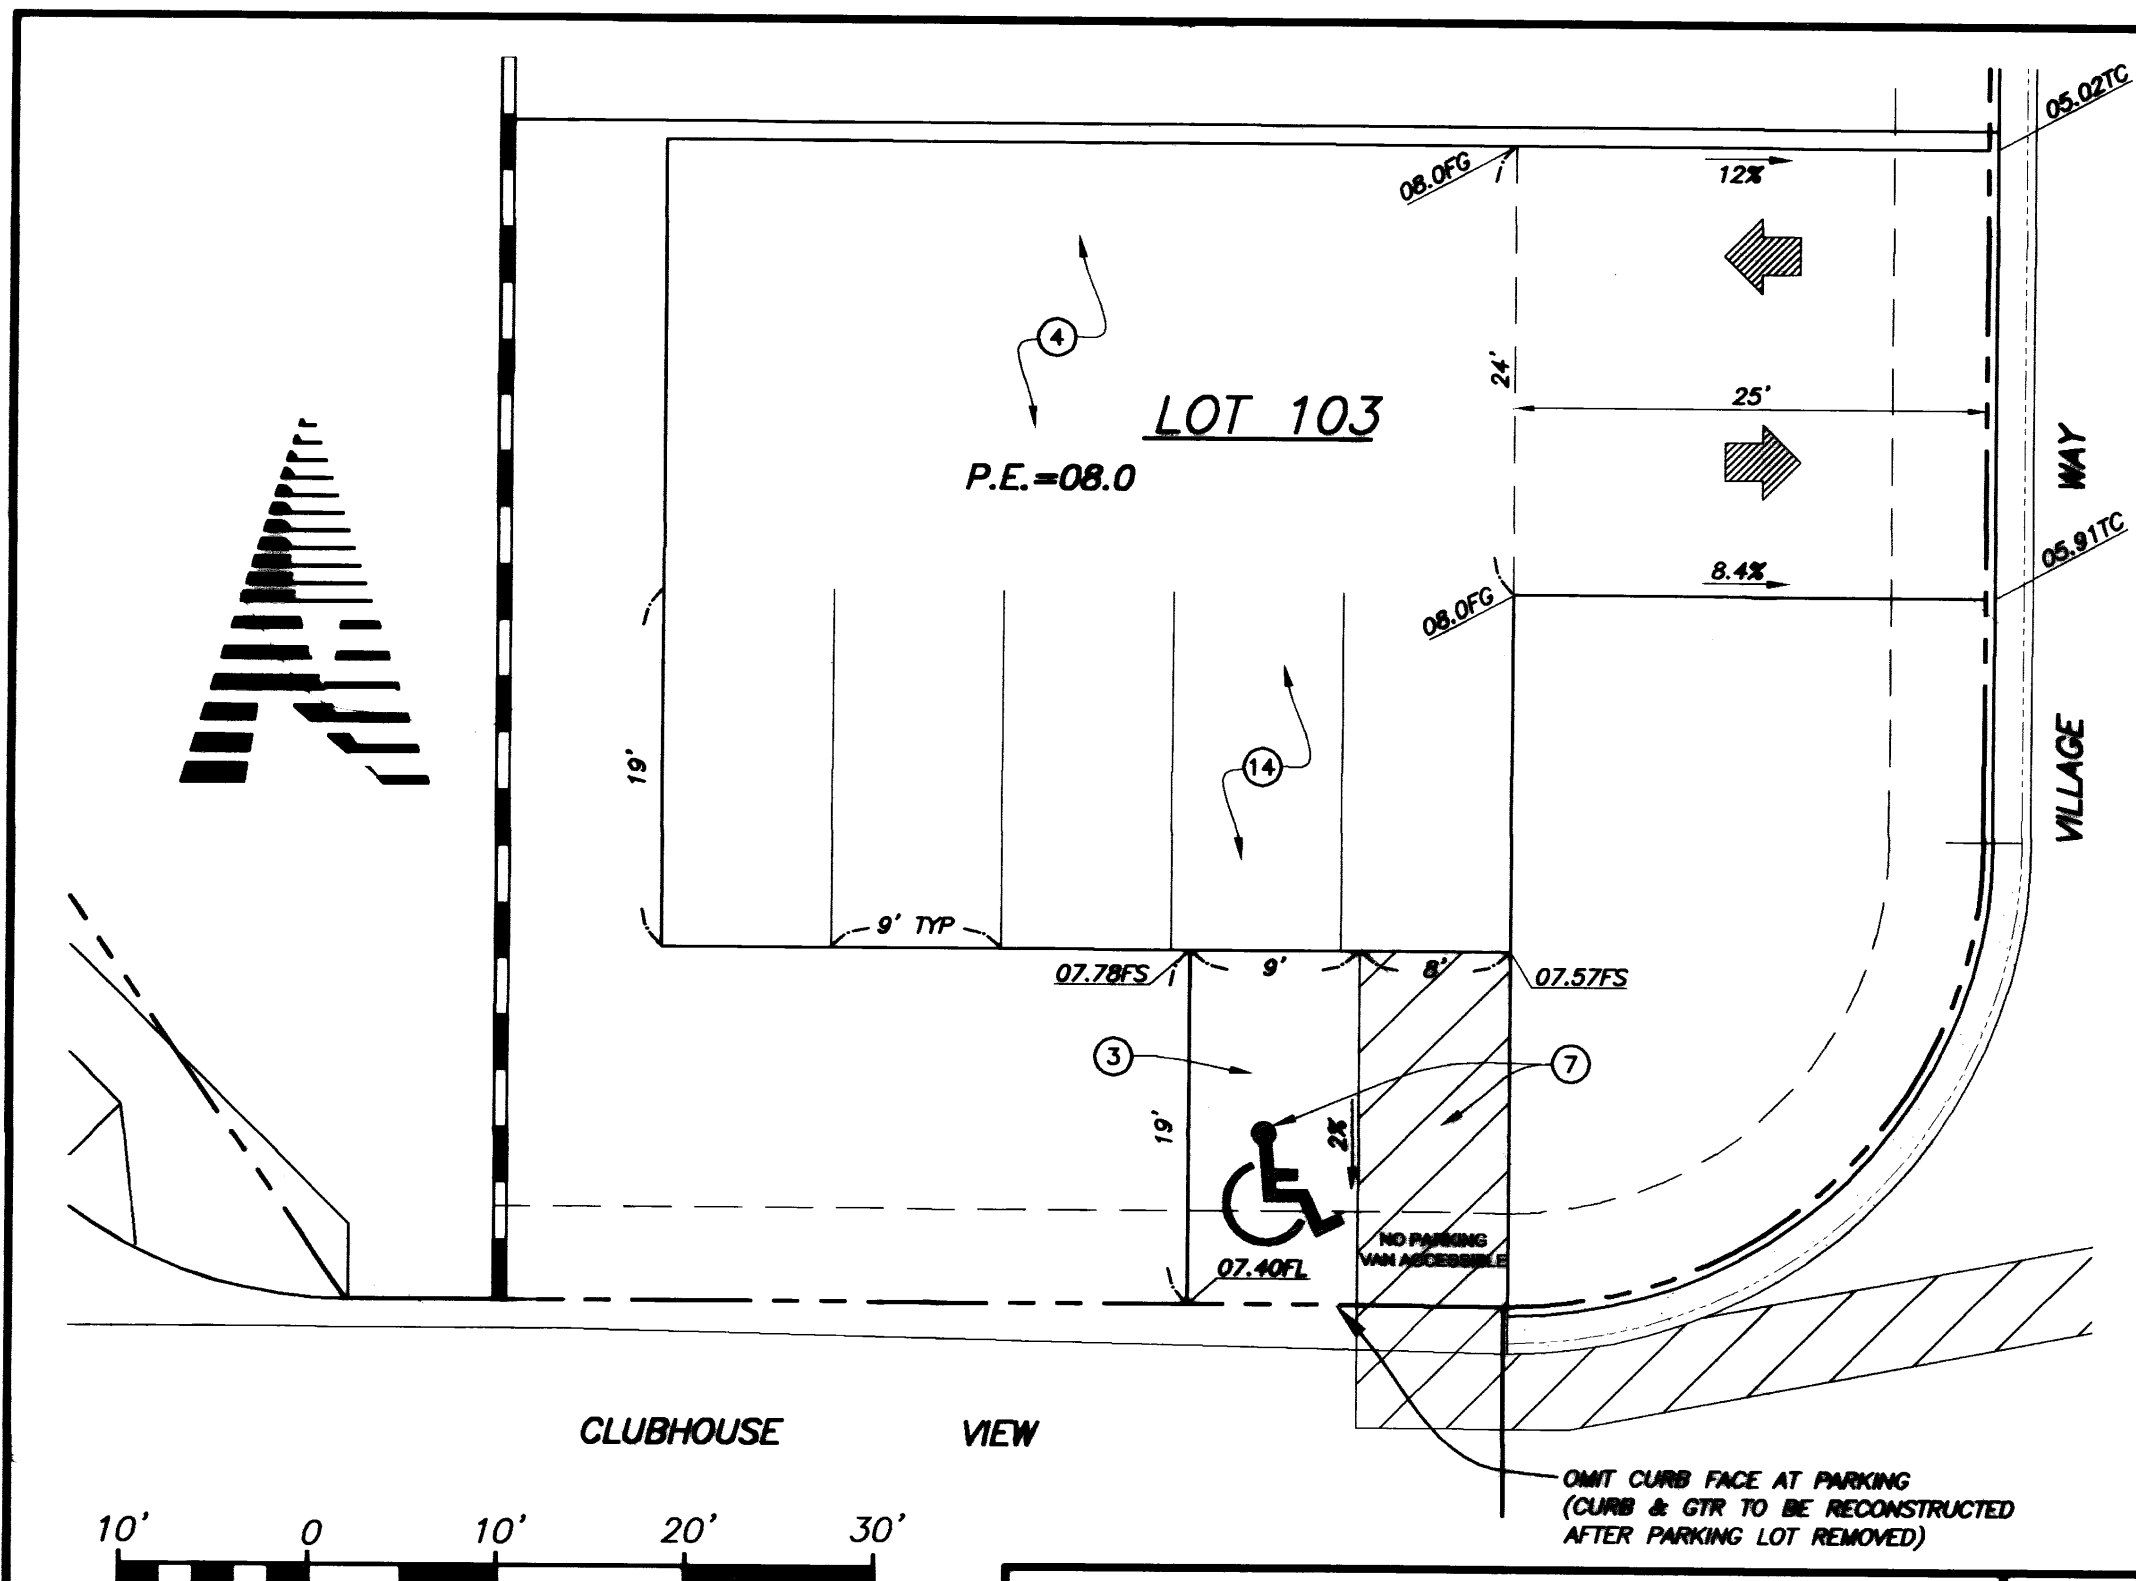 05.02TC
08.0FG
12%
4
24'
25'
LOT 103
P.E.=08.0
WAY
05.91TC
8.4%
08.0FG
19'
14
VILLAGE
9' TYP
07.78FS
9'
8'
07.57FS
3
7
19'
2%
NO PARKING
VAN ACCESSIBLE
07.40FL
CLUBHOUSE VIEW
OMIT CURB FACE AT PARKING
(CURB & GTR TO BE RECONSTRUCTED
AFTER PARKING LOT REMOVED)
10' 0 10' 20' 30'